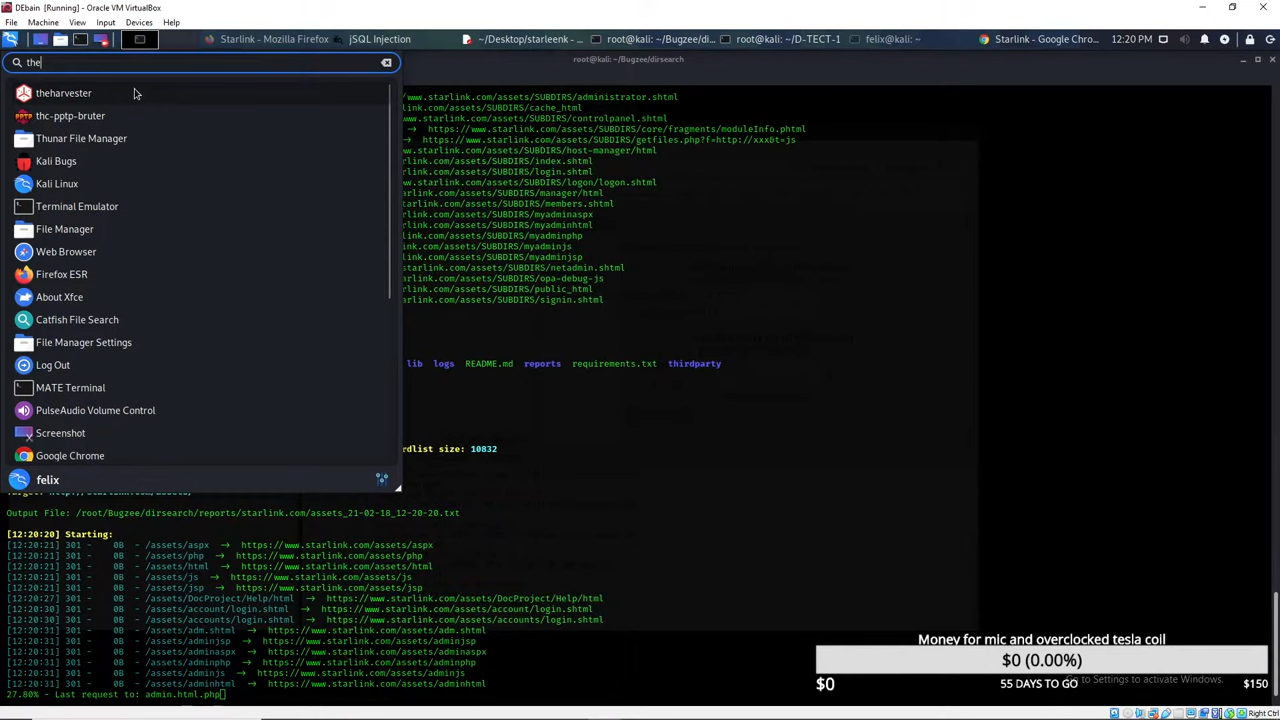 DEbain [Running] - Oracle VM VirtualBox
File Machine View Input Devices Help
Starlink - Mozilla Firefox
jSQL Injection
~/Desktop/starleenk - ...
root@kali: ~/Bugzee/dir...
root@kali: ~/D-TECT-1
felix@kali: ~
Starlink - Google Chro...
12:20 PM
the
root@kali: ~/Bugzee/dirsearch
theharvester
thc-pptp-bruter
Thunar File Manager
Kali Bugs
Kali Linux
Terminal Emulator
File Manager
Web Browser
Firefox ESR
About Xfce
Catfish File Search
File Manager Settings
Log Out
MATE Terminal
PulseAudio Volume Control
Screenshot
Google Chrome
felix
.starlink.com/assets/SUBDIRS/administrator.shtml
starlink.com/assets/SUBDIRS/cache_html
w.starlink.com/assets/SUBDIRS/controlpanel.shtml
→ https://www.starlink.com/assets/SUBDIRS/core/fragments/moduleInfo.phtml
→ https://www.starlink.com/assets/SUBDIRS/getfiles.php?f=http://xxx&t=js
w.starlink.com/assets/SUBDIRS/host-manager/html
tarlink.com/assets/SUBDIRS/index.shtml
tarlink.com/assets/SUBDIRS/login.shtml
www.starlink.com/assets/SUBDIRS/logon/logon.shtml
starlink.com/assets/SUBDIRS/manager/html
.starlink.com/assets/SUBDIRS/members.shtml
starlink.com/assets/SUBDIRS/myadminaspx
starlink.com/assets/SUBDIRS/myadminhtml
tarlink.com/assets/SUBDIRS/myadminphp
arlink.com/assets/SUBDIRS/myadminjs
tarlink.com/assets/SUBDIRS/myadminjsp
.starlink.com/assets/SUBDIRS/netadmin.shtml
tarlink.com/assets/SUBDIRS/opa-debug-js
starlink.com/assets/SUBDIRS/public_html
starlink.com/assets/SUBDIRS/signin.shtml
lib logs README.md reports requirements.txt thirdparty
rdlist size: 10832
Output File: /root/Bugzee/dirsearch/reports/starlink.com/assets_21-02-18_12-20-20.txt
[12:20:20] Starting:
[12:20:21] 301 - 0B - /assets/aspx → https://www.starlink.com/assets/aspx
[12:20:21] 301 - 0B - /assets/php → https://www.starlink.com/assets/php
[12:20:21] 301 - 0B - /assets/html → https://www.starlink.com/assets/html
[12:20:21] 301 - 0B - /assets/js → https://www.starlink.com/assets/js
[12:20:21] 301 - 0B - /assets/jsp → https://www.starlink.com/assets/jsp
[12:20:27] 301 - 0B - /assets/DocProject/Help/html → https://www.starlink.com/assets/DocProject/Help/html
[12:20:30] 301 - 0B - /assets/account/login.shtml → https://www.starlink.com/assets/account/login.shtml
[12:20:30] 301 - 0B - /assets/accounts/login.shtml → https://www.starlink.com/assets/accounts/login.shtml
[12:20:31] 301 - 0B - /assets/adm.shtml → https://www.starlink.com/assets/adm.shtml
[12:20:31] 301 - 0B - /assets/adminjsp → https://www.starlink.com/assets/adminjsp
[12:20:31] 301 - 0B - /assets/adminaspx → https://www.starlink.com/assets/adminaspx
[12:20:31] 301 - 0B - /assets/adminphp → https://www.starlink.com/assets/adminphp
[12:20:31] 301 - 0B - /assets/adminjs → https://www.starlink.com/assets/adminjs
[12:20:31] 301 - 0B - /assets/adminhtml → https://www.starlink.com/assets/adminhtml
27.80% - Last request to: admin.html.php
Money for mic and overclocked tesla coil
$0 (0.00%)
Go to Settings to activate Windows.
$0 55 DAYS TO GO $150
Right Ctrl